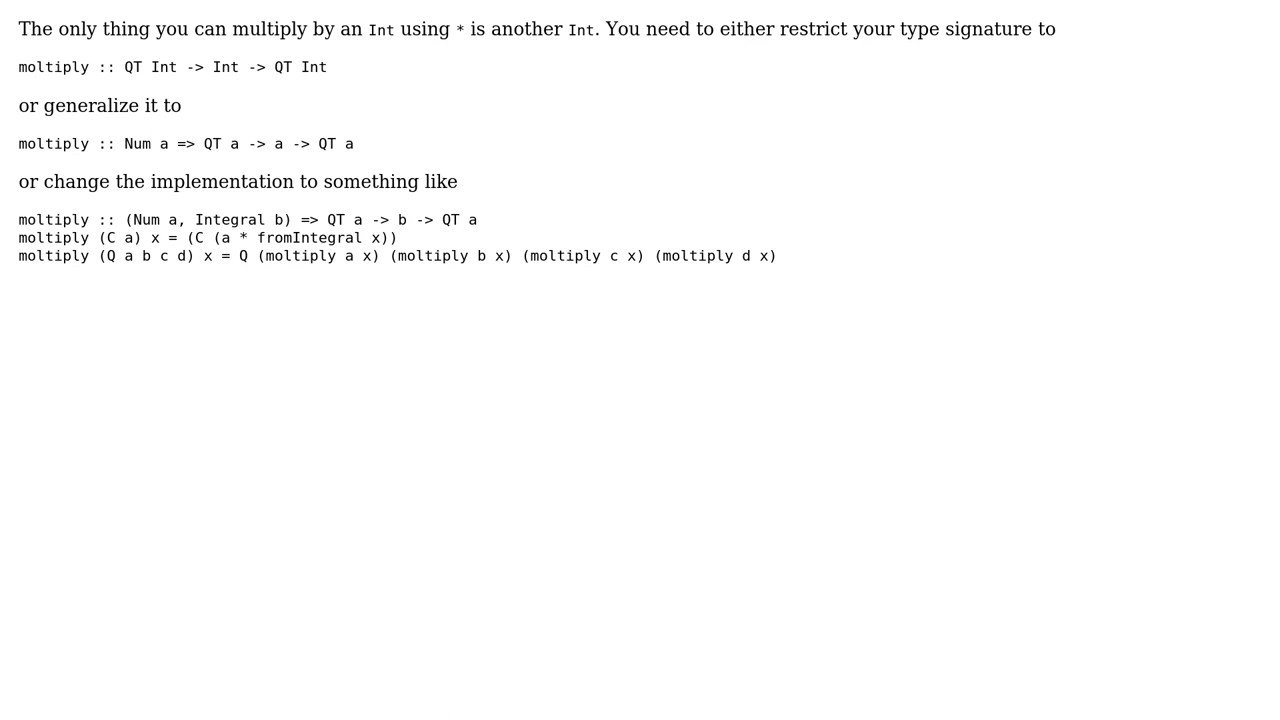 The only thing you can multiply by an Int using * is another Int. You need to either restrict your type signature to
moltiply :: QT Int -> Int -> QT Int
or generalize it to
moltiply :: Num a => QT a -> a -> QT a
or change the implementation to something like
moltiply :: (Num a, Integral b) => QT a -> b -> QT a
moltiply (C a) x = (C (a * fromIntegral x))
moltiply (Q a b c d) x = Q (moltiply a x) (moltiply b x) (moltiply c x) (moltiply d x)